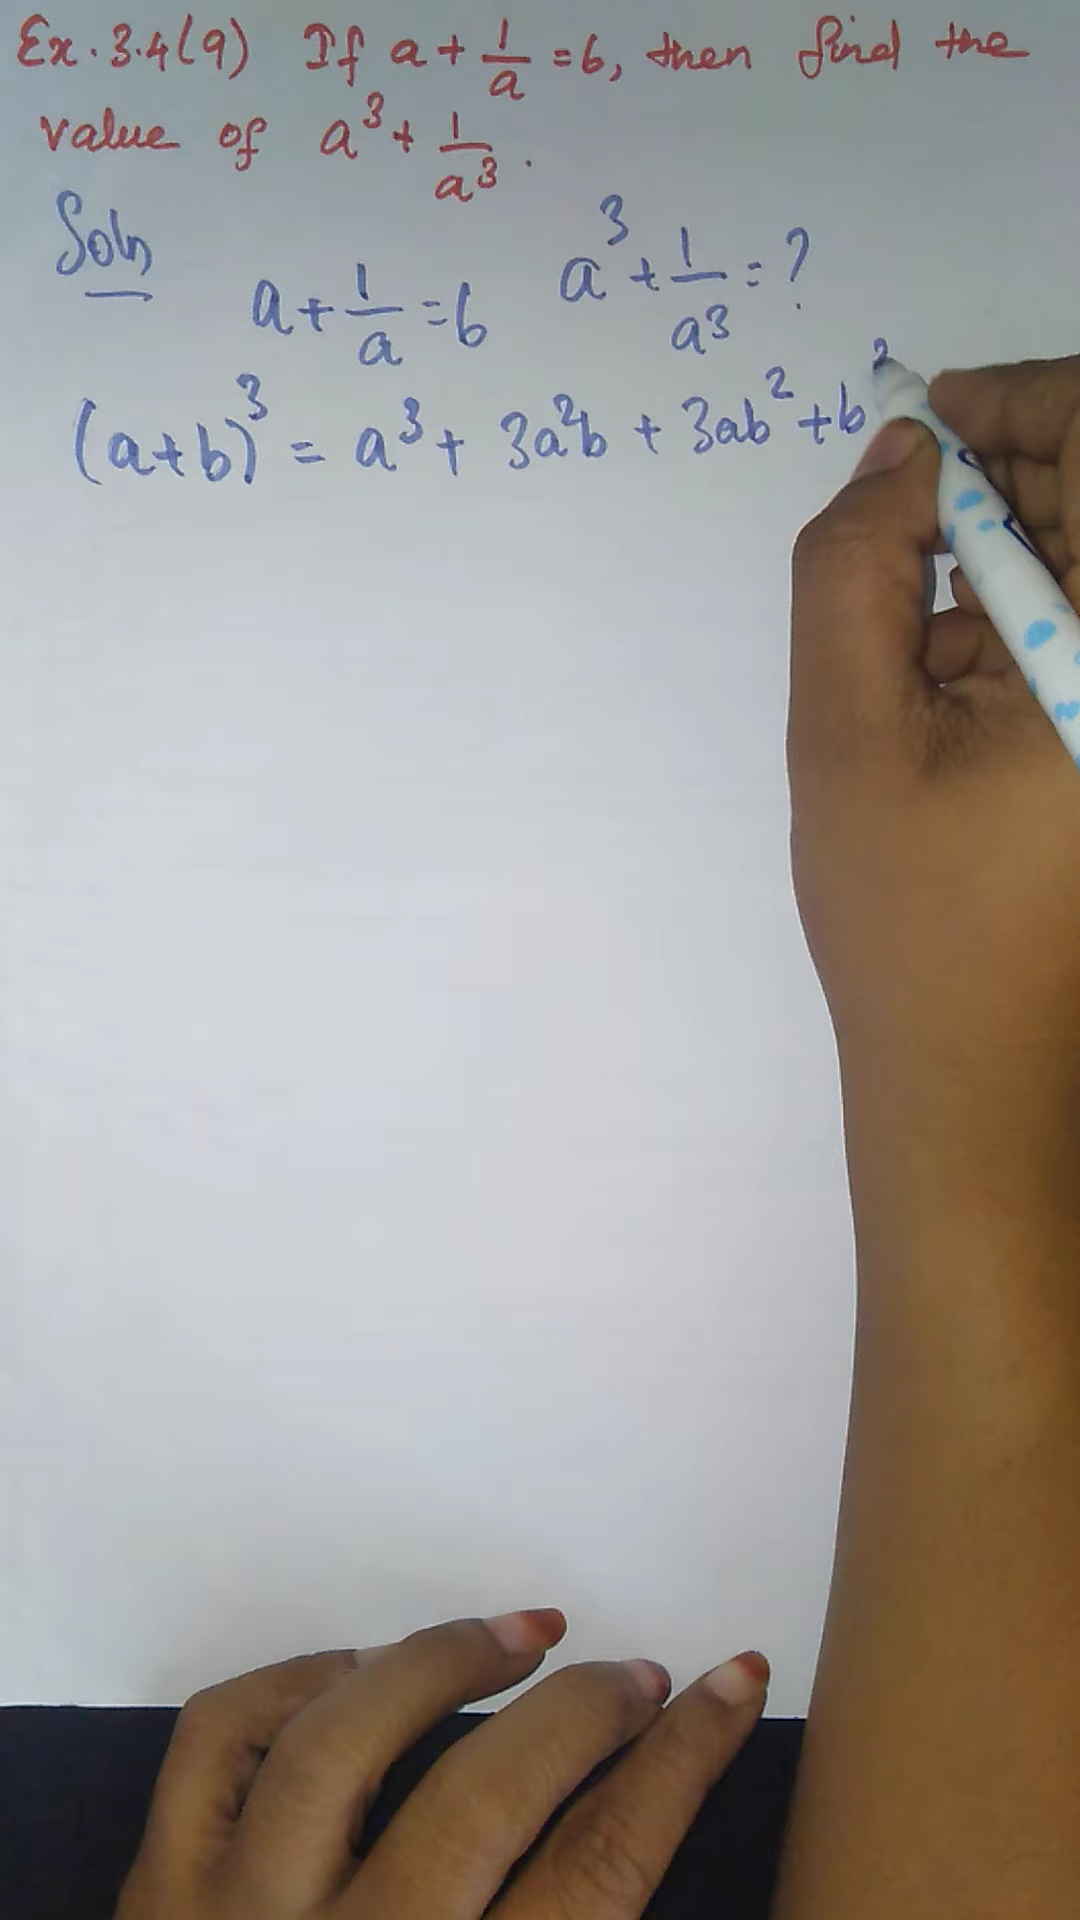 Ex. 3.4(9) If a + 1/a = 6, then find the
value of a³ + 1/a³.
Soln
a + 1/a = 6 a³ + 1/a³ = ?
(a+b)³ = a³ + 3a²b + 3ab² + b²